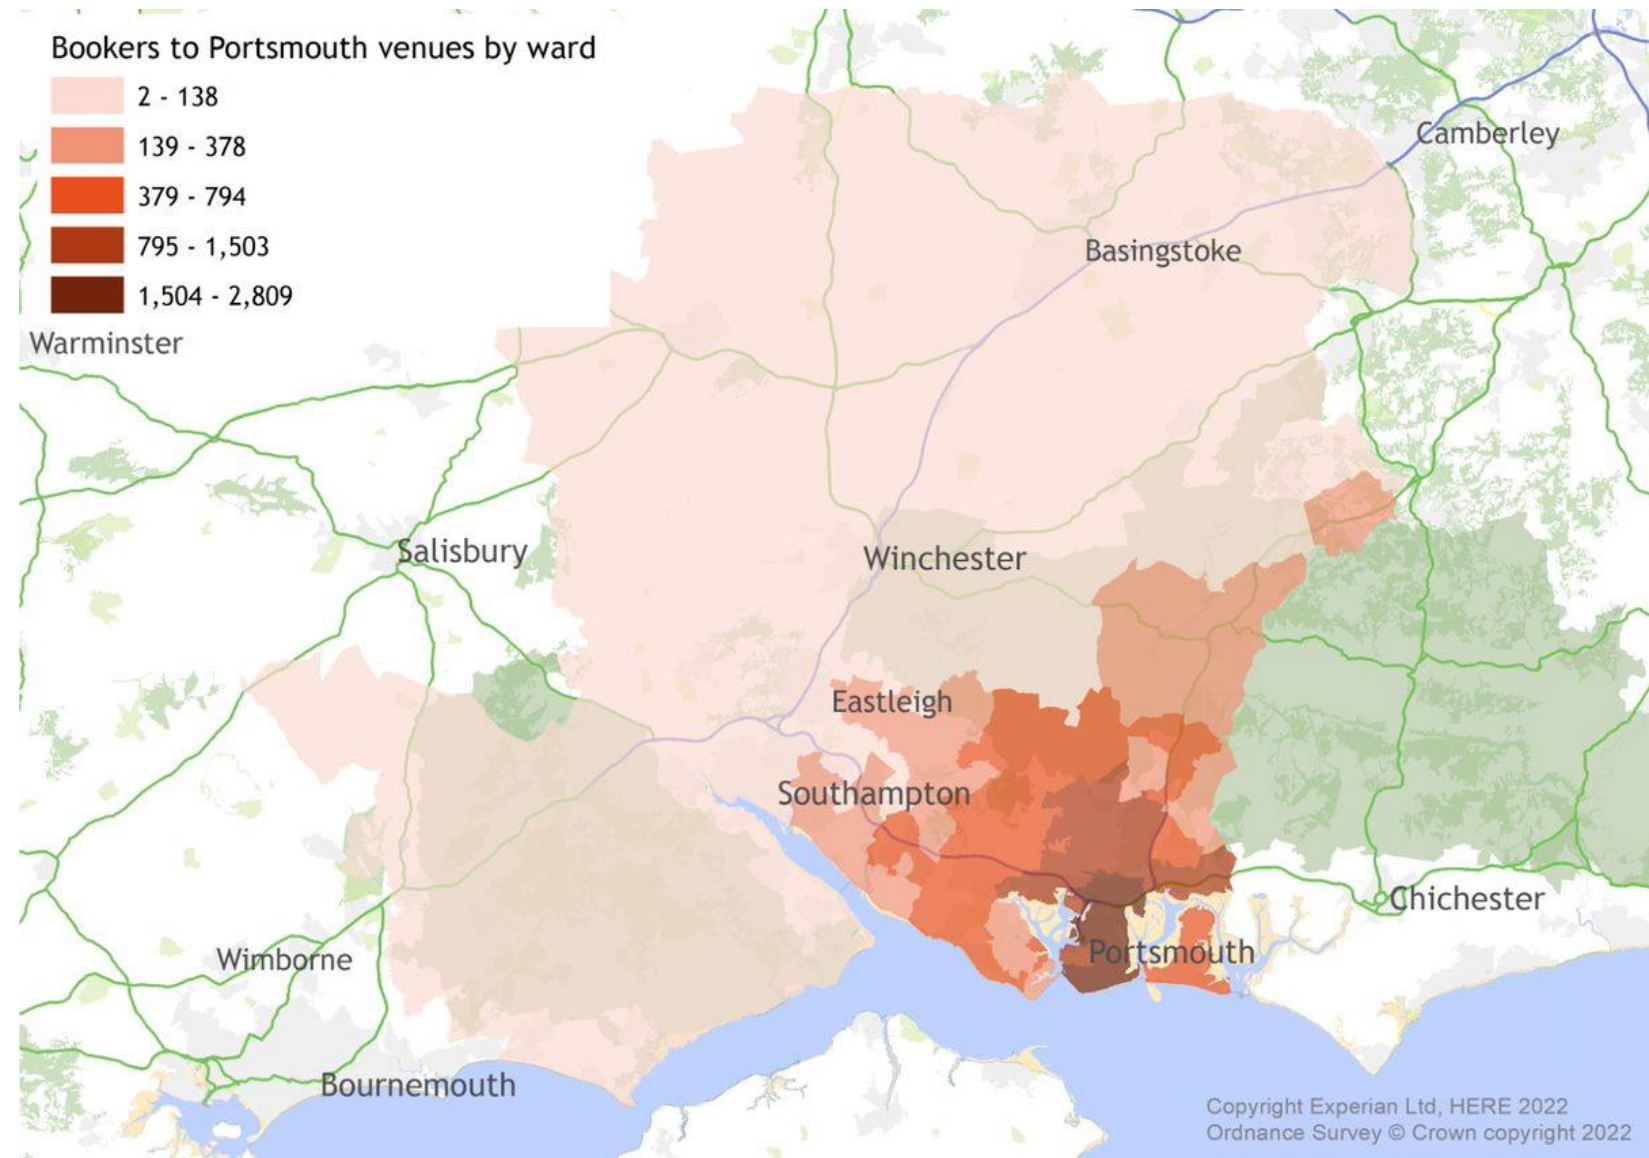 Bookers to Portsmouth venues by ward
2 - 138
139 - 378
379 - 794
795 - 1,503
1,504 - 2,809
Camberley
Basingstoke
Warminster
Salisbury
Winchester
Eastleigh
Southampton
Chichester
Portsmouth
Wimborne
Bournemouth
Copyright Experian Ltd, HERE 2022
Ordnance Survey © Crown copyright 2022